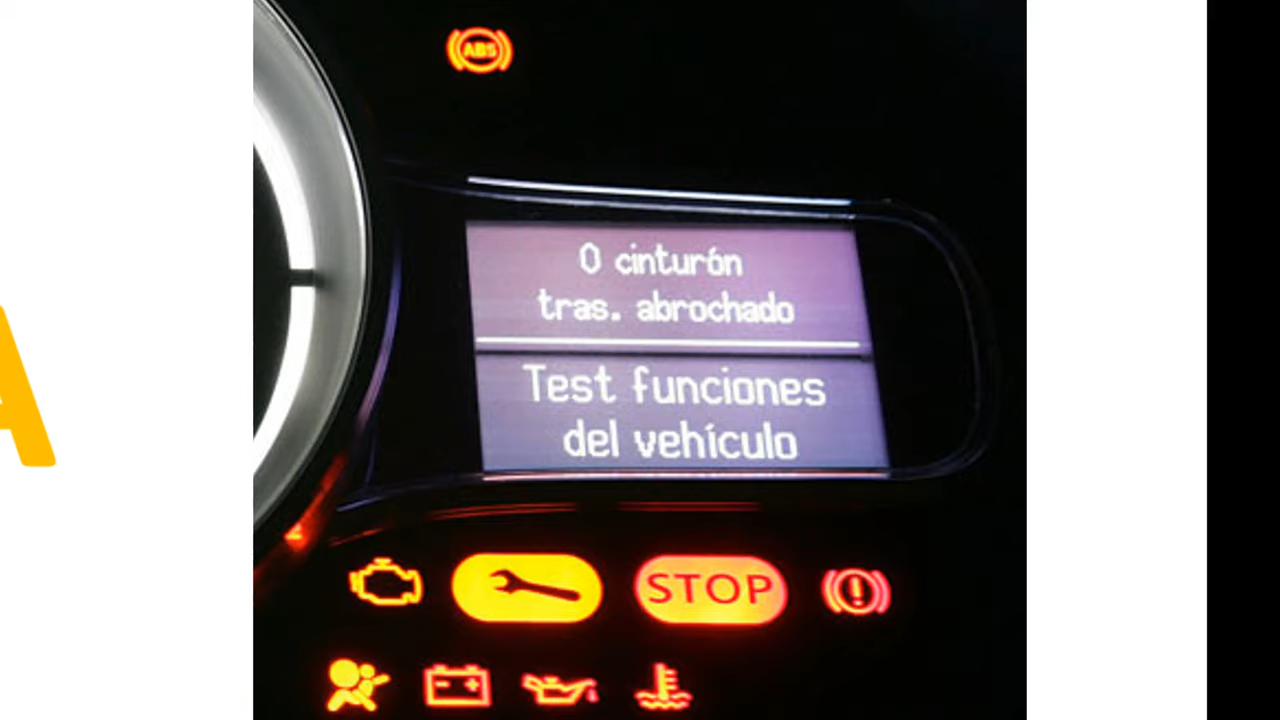 ABS
0 cinturón
tras. abrochado
Test funciones
del vehículo
STOP
A